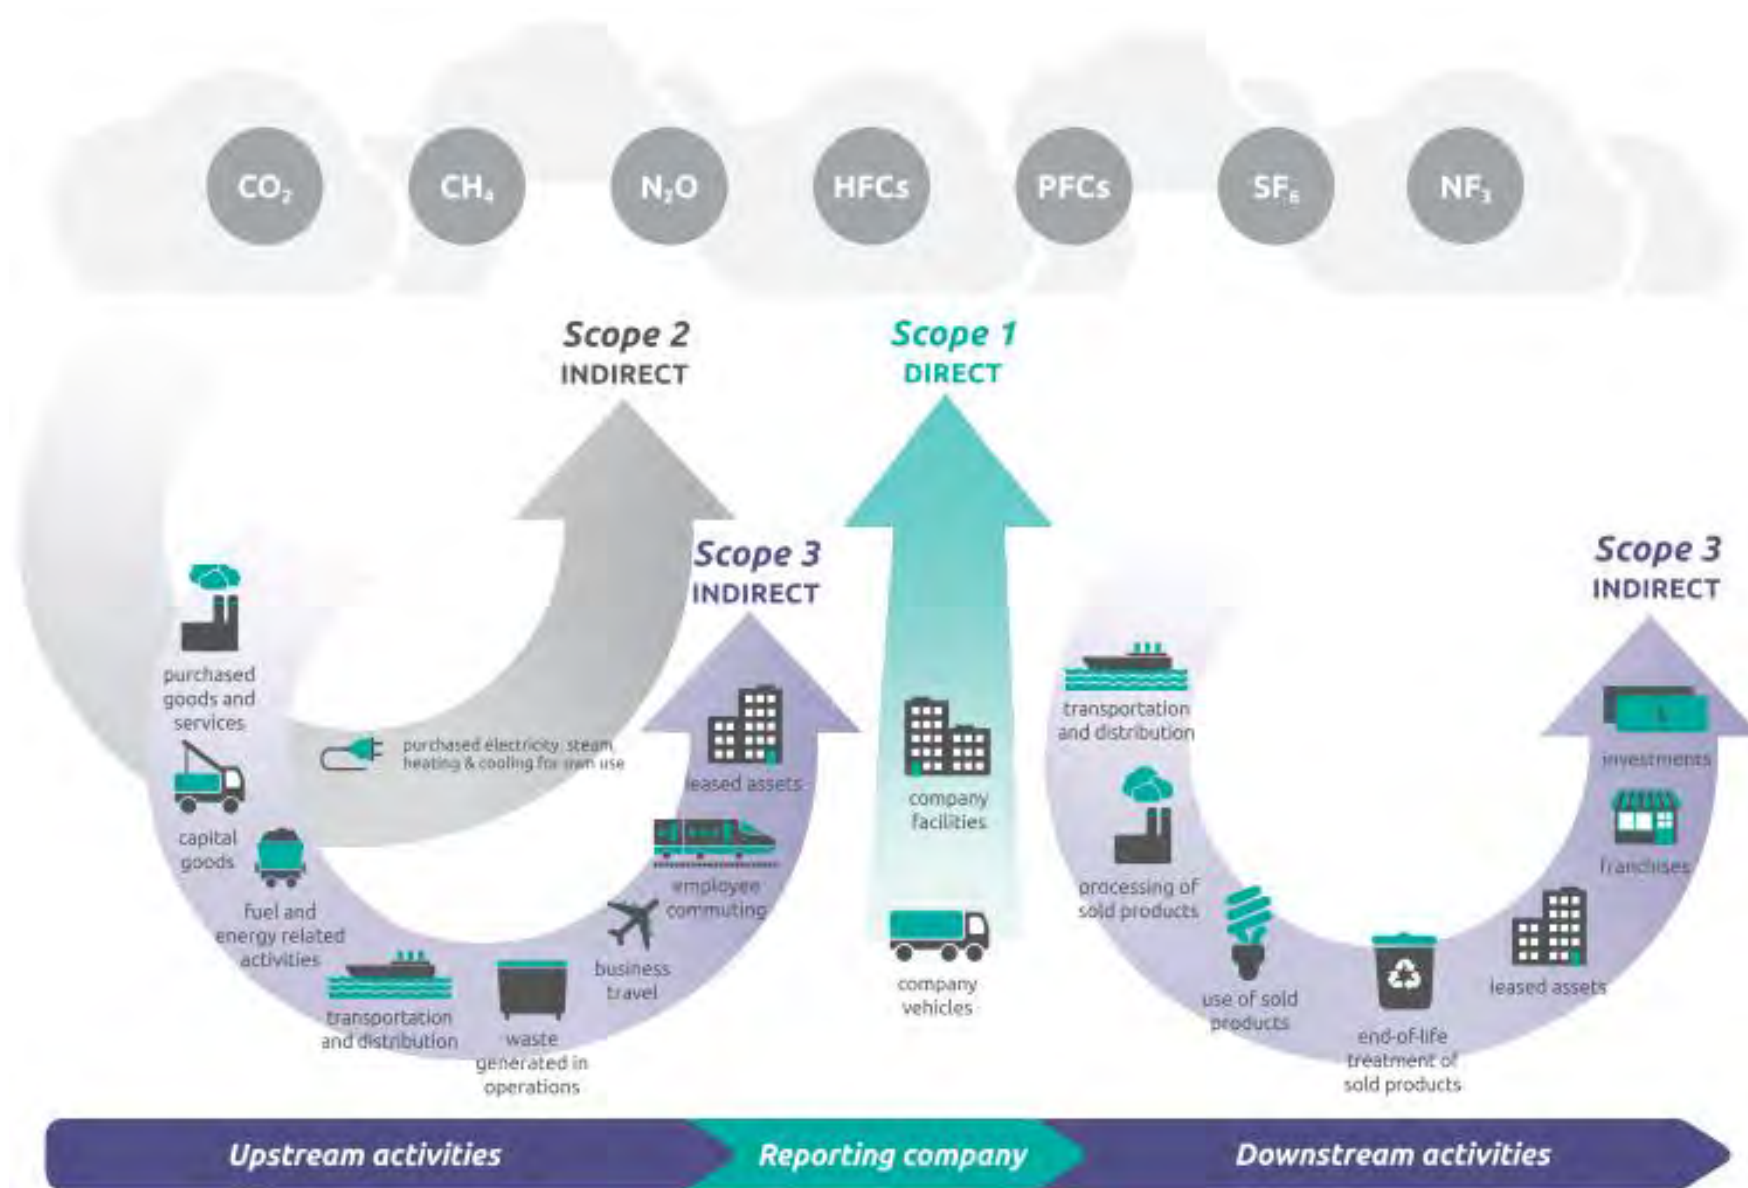 CO₂
CH₄
N₂O
HFCs
PFCs
SF₆
NF₃
Scope 2
INDIRECT
Scope 1
DIRECT
Scope 3
INDIRECT
Scope 3
INDIRECT
purchased
goods and
services
purchased electricity, steam,
heating & cooling for own use
capital
goods
fuel and
energy related
activities
transportation
and distribution
waste
generated in
operations
business
travel
employee
commuting
leased assets
company
facilities
company
vehicles
transportation
and distribution
processing of
sold products
use of sold
products
end-of-life
treatment of
sold products
leased assets
franchises
investments
Upstream activities
Reporting company
Downstream activities